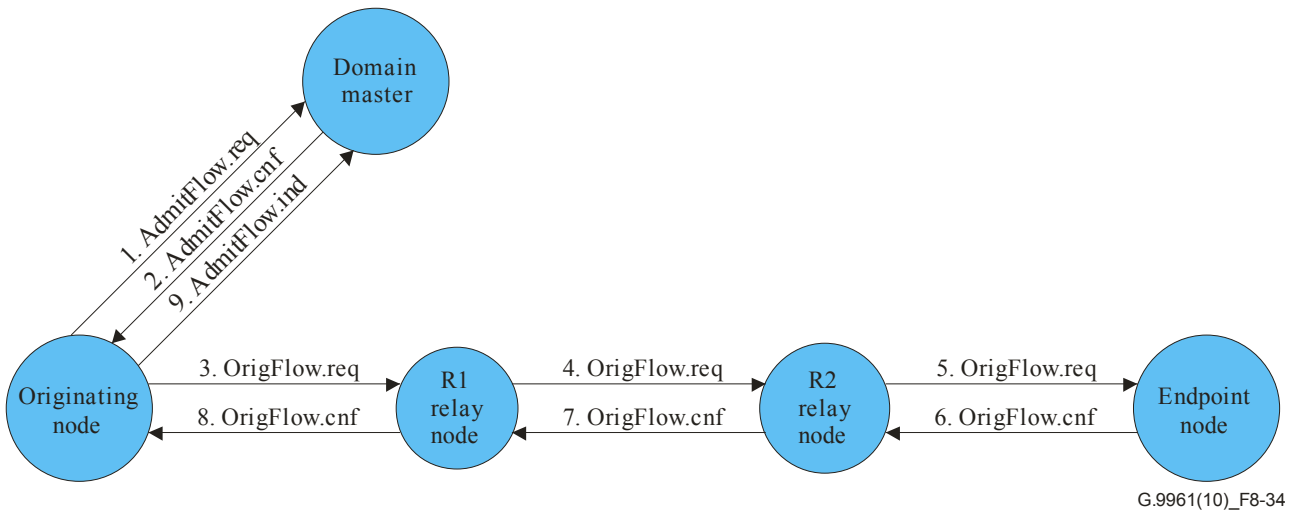 Domain
master
1. AdmitFlow.req
2. AdmitFlow.cnf
9. AdmitFlow.ind
Originating
node
3. OrigFlow.req
8. OrigFlow.cnf
R1
relay
node
4. OrigFlow.req
7. OrigFlow.cnf
R2
relay
node
5. OrigFlow.req
6. OrigFlow.cnf
Endpoint
node
G.9961(10)_F8-34